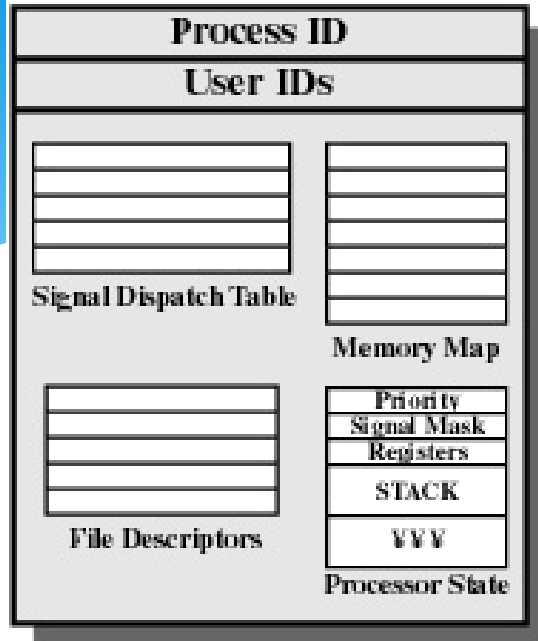 Process ID
User IDs
Signal Dispatch Table
Memory Map
Priority
Signal Mask
Registers
STACK
¥¥¥
Processor State
File Descriptors